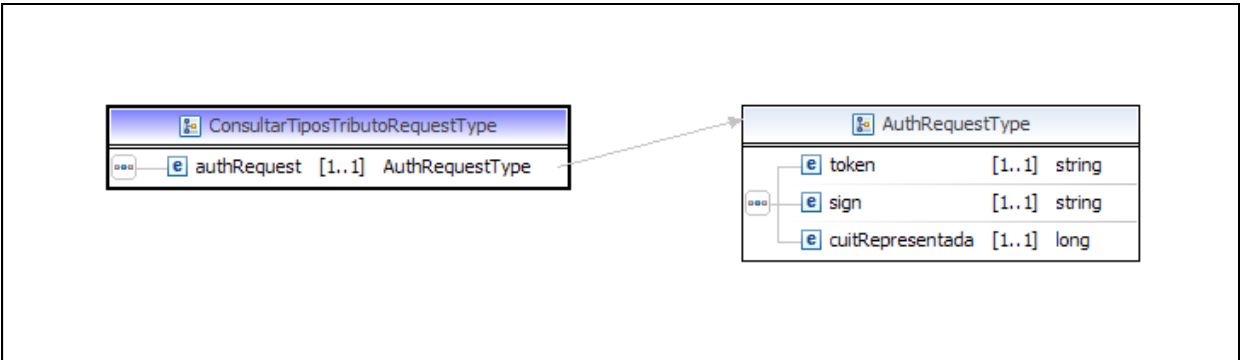 ConsultarTiposTributoRequestType
e authRequest [1..1] AuthRequestType
AuthRequestType
e token [1..1] string
e sign [1..1] string
e cuitRepresentada [1..1] long